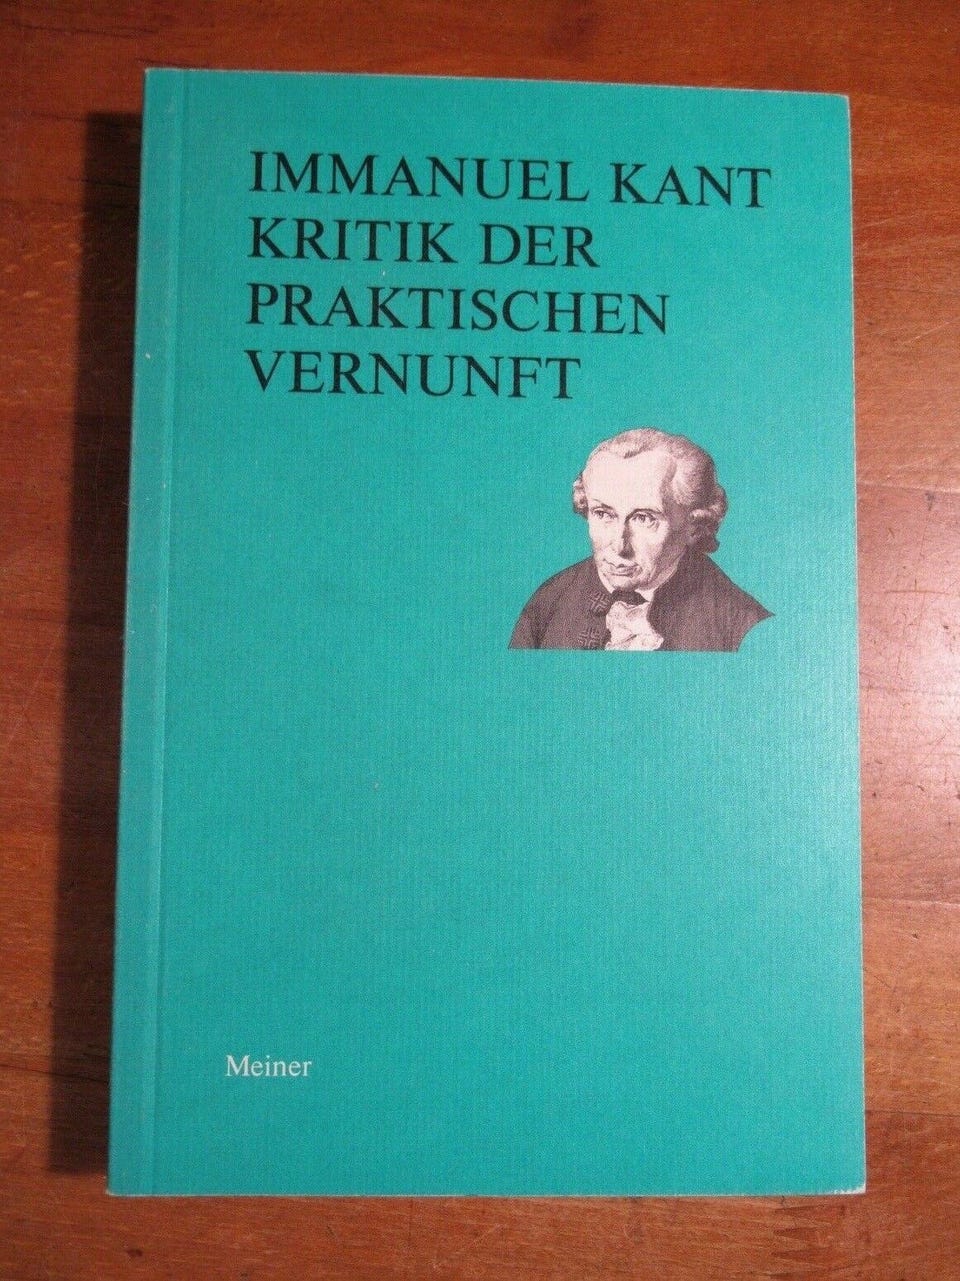 IMMANUEL KANT
KRITIK DER
PRAKTISCHEN
VERNUNFT
Meiner